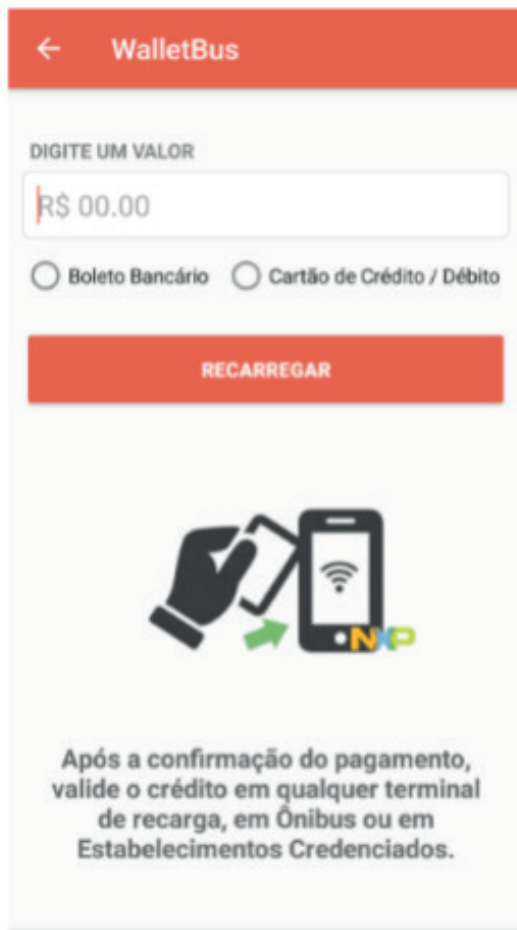 WalletBus
DIGITE UM VALOR
R$ 00.00
Boleto Bancário
Cartão de Crédito / Débito
RECARREGAR
NXP
Após a confirmação do pagamento,
valide o crédito em qualquer terminal
de recarga, em Ônibus ou em
Estabelecimentos Credenciados.